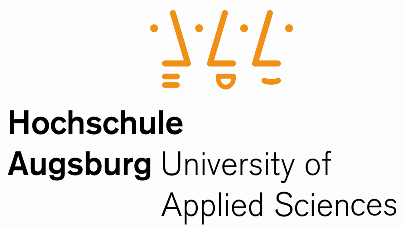 Hochschule
Augsburg University of
Applied Sciences